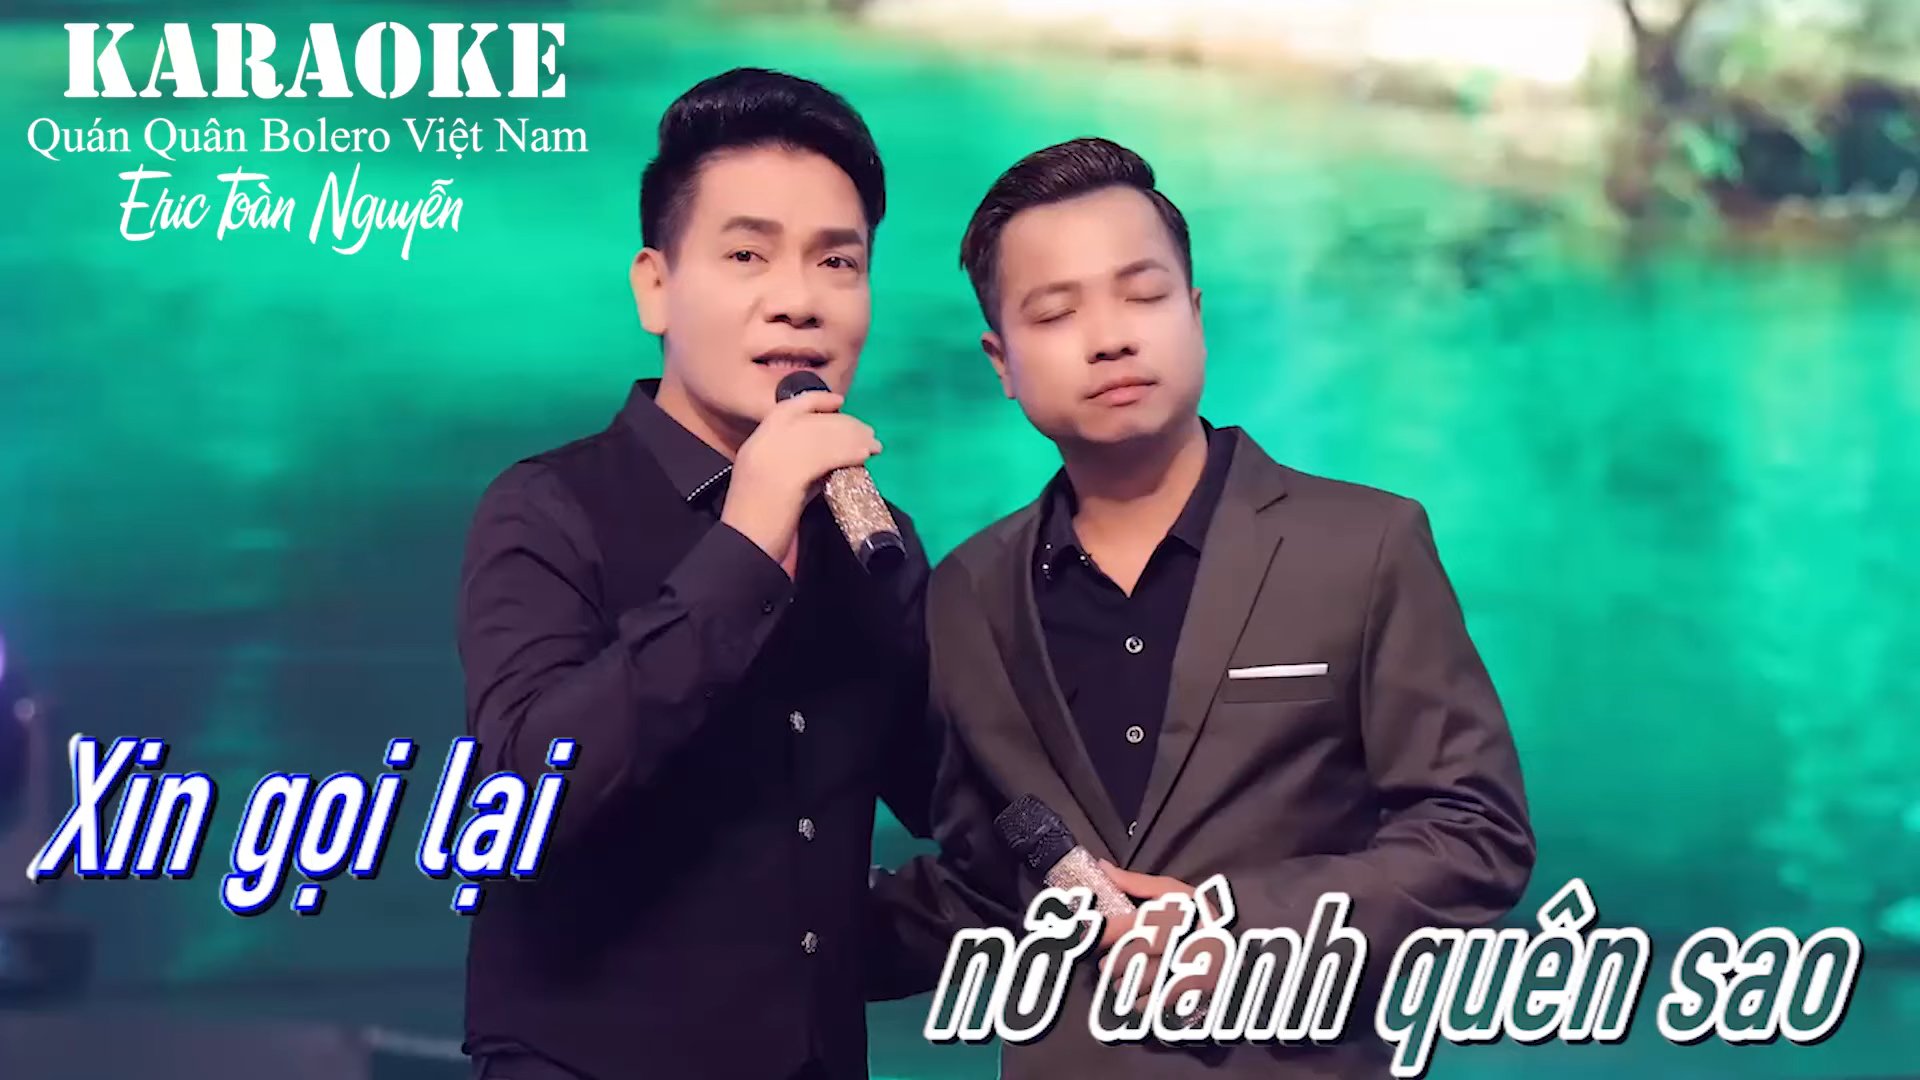 KARAOKE
Quán Quân Bolero Việt Nam
Eric Toàn Nguyễn
Xin gọi lại
nỡ đành quên sao